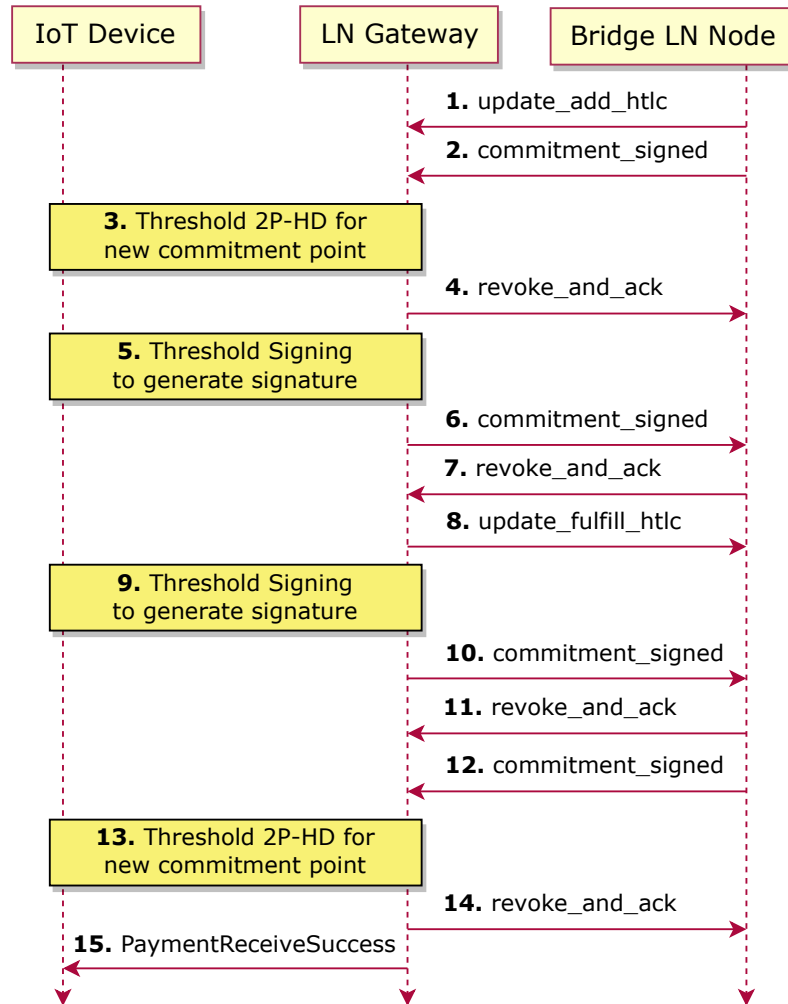 IoT Device
LN Gateway
Bridge LN Node
1. update_add_htlc
2. commitment_signed
3. Threshold 2P-HD for
new commitment point
4. revoke_and_ack
5. Threshold Signing
to generate signature
6. commitment_signed
7. revoke_and_ack
8. update_fulfill_htlc
9. Threshold Signing
to generate signature
10. commitment_signed
11. revoke_and_ack
12. commitment_signed
13. Threshold 2P-HD for
new commitment point
14. revoke_and_ack
15. PaymentReceiveSuccess